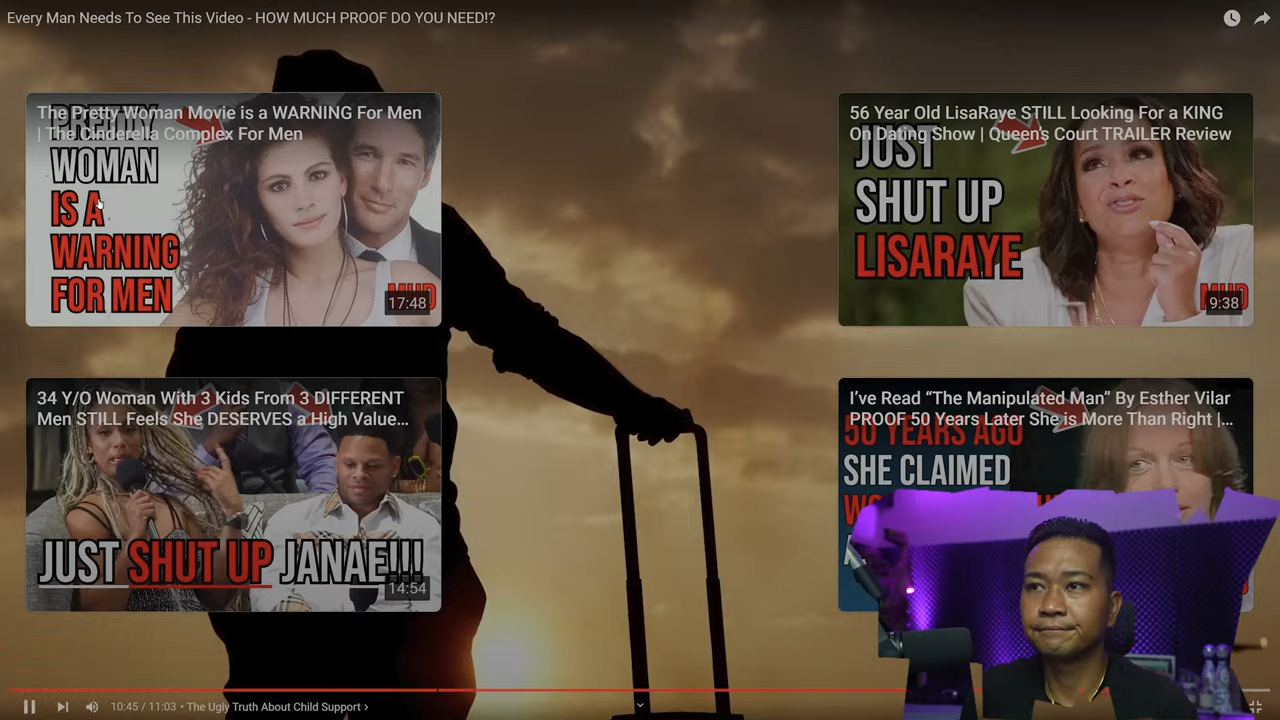 Every Man Needs To See This Video - HOW MUCH PROOF DO YOU NEED!?
The Pretty Woman Movie is a WARNING For Men
| The Cinderella Complex For Men
PRETTY
WOMAN
IS A
WARNING
FOR MEN
MUD
17:48
56 Year Old LisaRaye STILL Looking For a KING
On Dating Show | Queen's Court TRAILER Review
JUST
SHUT UP
LISARAYE
9:38
34 Y/O Woman With 3 Kids From 3 DIFFERENT
Men STILL Feels She DESERVES a High Value...
JUST SHUT UP JANAE!!!
14:54
I've Read “The Manipulated Man” By Esther Vilar
PROOF 50 Years Later She is More Than Right |...
50 YEARS AGO
SHE CLAIMED
10:45 / 11:03 • The Ugly Truth About Child Support ›